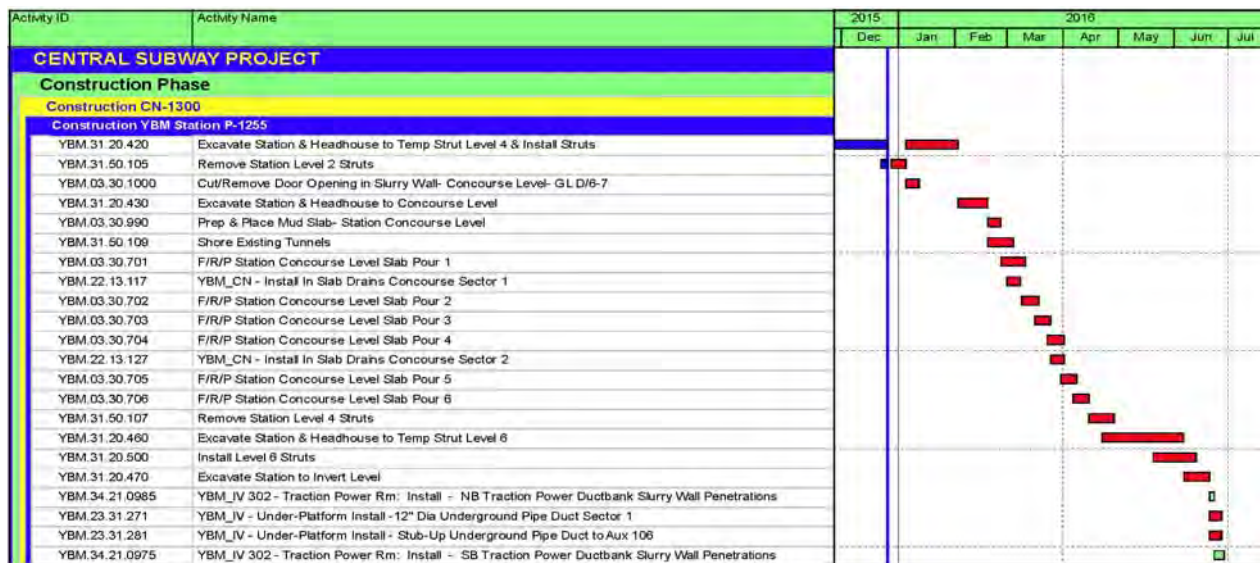 Activity ID Activity Name 2015 2016
Dec Jan Feb Mar Apr May Jun Jul
CENTRAL SUBWAY PROJECT
Construction Phase
Construction CN-1300
Construction YBM Station P-1255
YBM.31.20.420 Excavate Station & Headhouse to Temp Strut Level 4 & Install Struts
YBM.31.50.105 Remove Station Level 2 Struts
YBM.03.30.1000 Cut/Remove Door Opening in Slurry Wall- Concourse Level- GL D/6-7
YBM.31.20.430 Excavate Station & Headhouse to Concourse Level
YBM.03.30.990 Prep & Place Mud Slab- Station Concourse Level
YBM.31.50.109 Shore Existing Tunnels
YBM.03.30.701 F/R/P Station Concourse Level Slab Pour 1
YBM.22.13.117 YBM_CN - Install In Slab Drains Concourse Sector 1
YBM.03.30.702 F/R/P Station Concourse Level Slab Pour 2
YBM.03.30.703 F/R/P Station Concourse Level Slab Pour 3
YBM.03.30.704 F/R/P Station Concourse Level Slab Pour 4
YBM.22.13.127 YBM_CN - Install In Slab Drains Concourse Sector 2
YBM.03.30.705 F/R/P Station Concourse Level Slab Pour 5
YBM.03.30.706 F/R/P Station Concourse Level Slab Pour 6
YBM.31.50.107 Remove Station Level 4 Struts
YBM.31.20.460 Excavate Station & Headhouse to Temp Strut Level 6
YBM.31.20.500 Install Level 6 Struts
YBM.31.20.470 Excavate Station to Invert Level
YBM.34.21.0985 YBM_IV 302 - Traction Power Rm: Install - NB Traction Power Ductbank Slurry Wall Penetrations
YBM.23.31.271 YBM_IV - Under-Platform Install -12" Dia Underground Pipe Duct Sector 1
YBM.23.31.281 YBM_IV - Under-Platform Install - Stub-Up Underground Pipe Duct to Aux 106
YBM.34.21.0975 YBM_IV 302 - Traction Power Rm: Install - SB Traction Power Ductbank Slurry Wall Penetrations